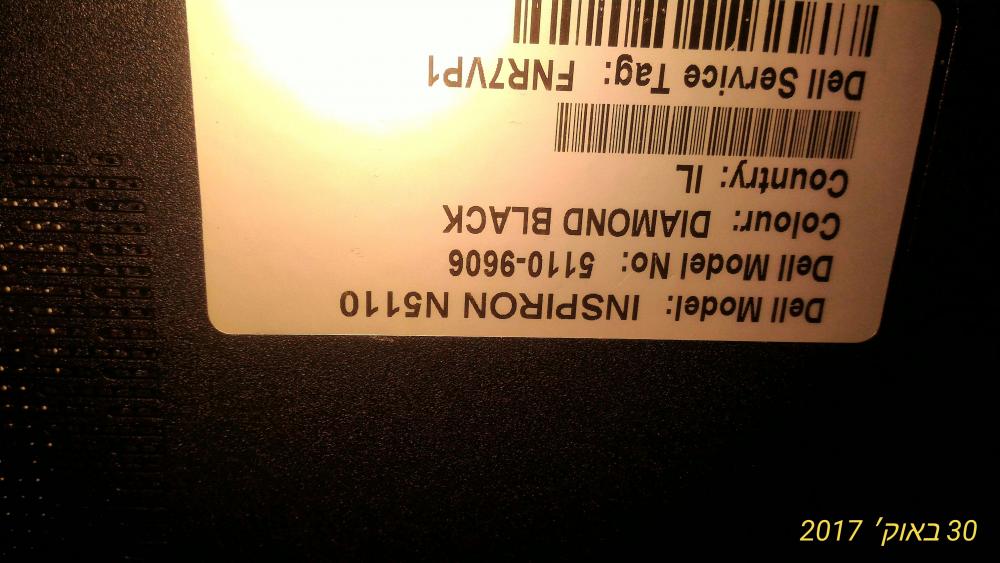 Dell Model: INSPIRON N5110
Dell Model No: 5110-9606
Colour: DIAMOND BLACK
Country: IL
Dell Service Tag: FNR7VP1
30 באוק׳ 2017